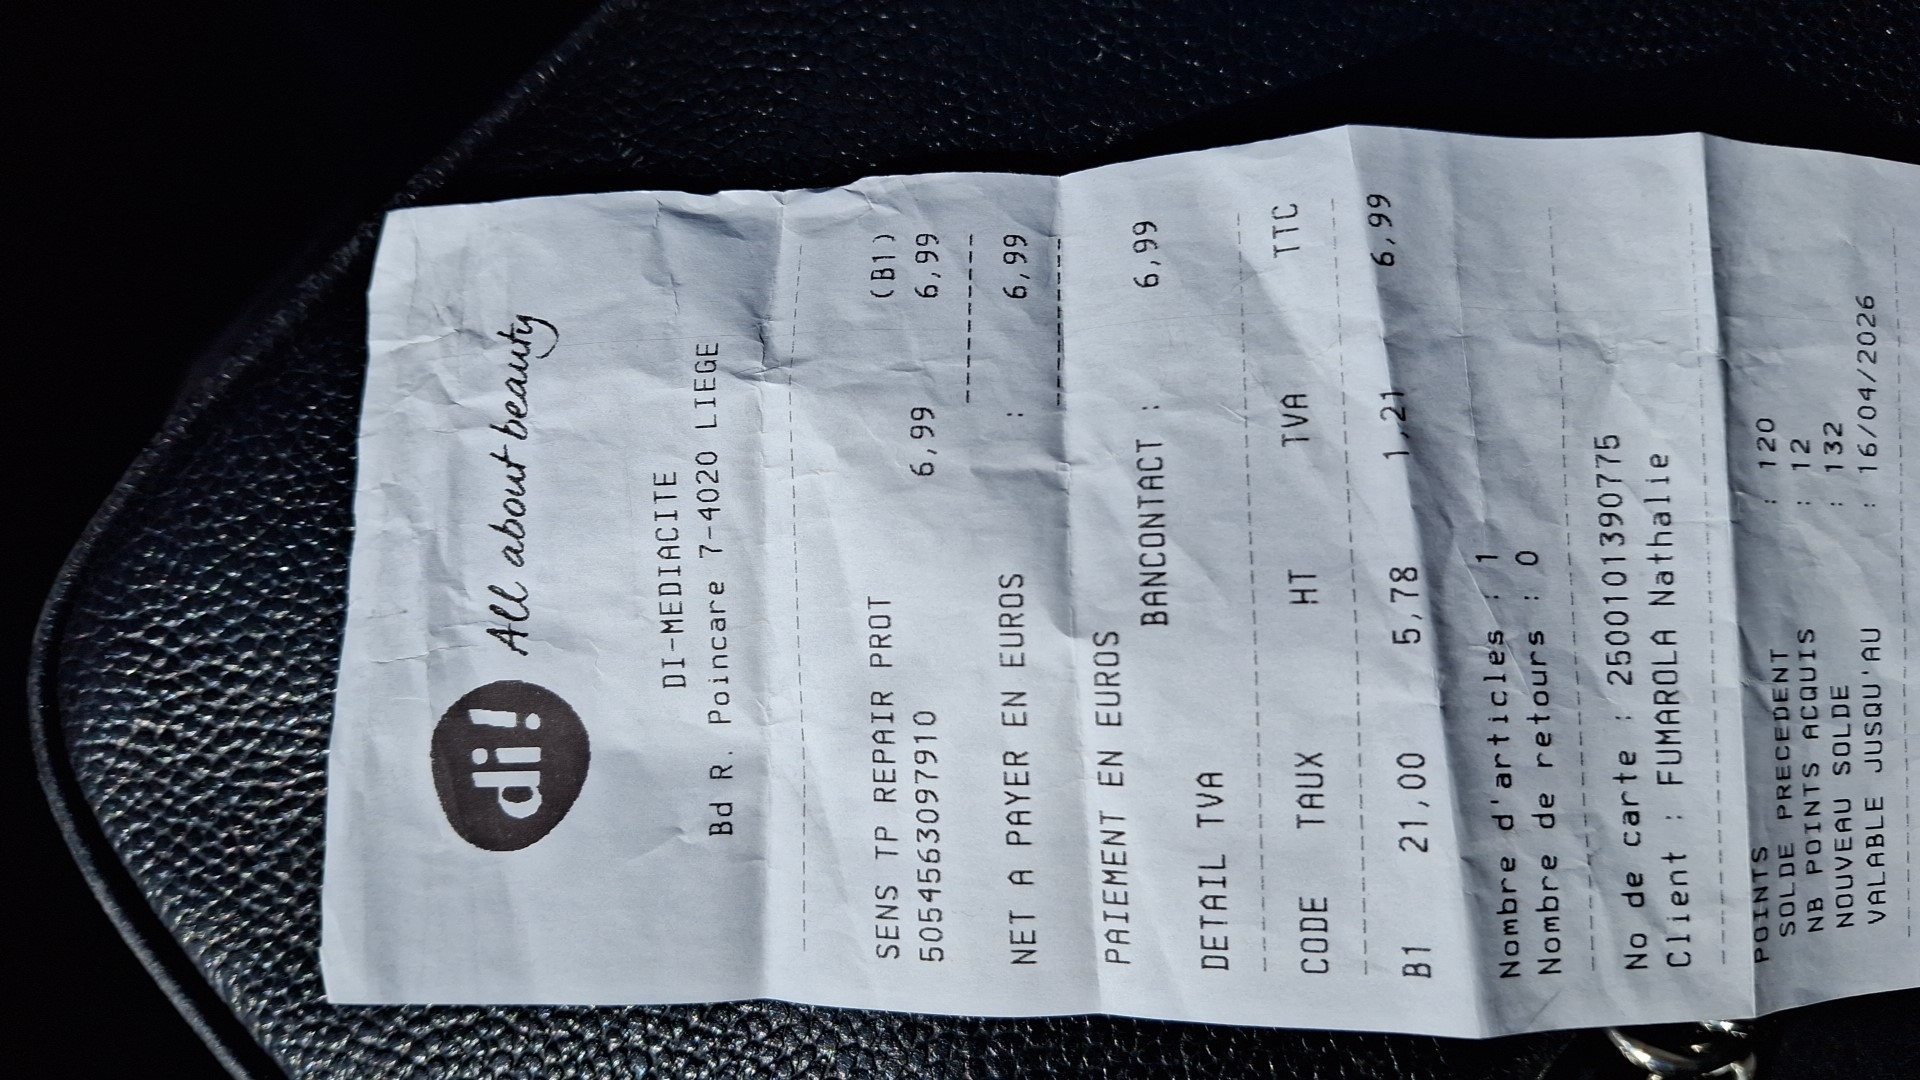 di! All about beauty
DI-MEDIACITE
Bd R. Poincare 7-4020 LIEGE
SENS TP REPAIR PROT (B1)
5054563097910 6,99 6,99
NET A PAYER EN EUROS : 6,99
PAIEMENT EN EUROS
BANCONTACT : 6,99
DETAIL TVA
CODE TAUX HT TVA TTC
B1 21,00 5,78 1,21 6,99
Nombre d'articles : 1
Nombre de retours : 0
No de carte : 2500101390775
Client : FUMAROLA Nathalie
POINTS
SOLDE PRECEDENT : 120
NB POINTS ACQUIS : 12
NOUVEAU SOLDE : 132
VALABLE JUSQU'AU : 16/04/2026